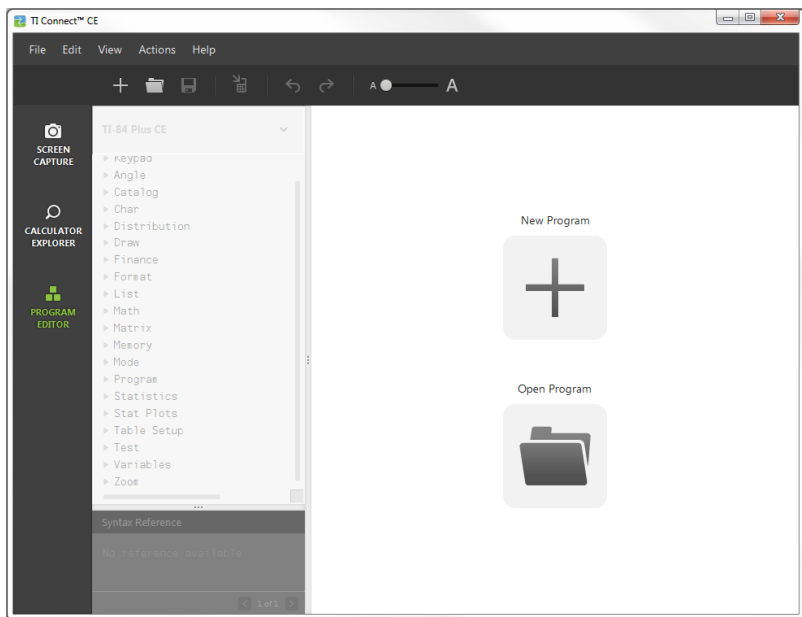 TI Connect™ CE
File Edit View Actions Help
A A
SCREEN
CAPTURE
CALCULATOR
EXPLORER
PROGRAM
EDITOR
TI-84 Plus CE
Keypad
Angle
Catalog
Char
Distribution
Draw
Finance
Format
List
Math
Matrix
Memory
Mode
Program
Statistics
Stat Plots
Table Setup
Test
Variables
Zoom
Syntax Reference
No reference available
1 of 1
New Program
Open Program